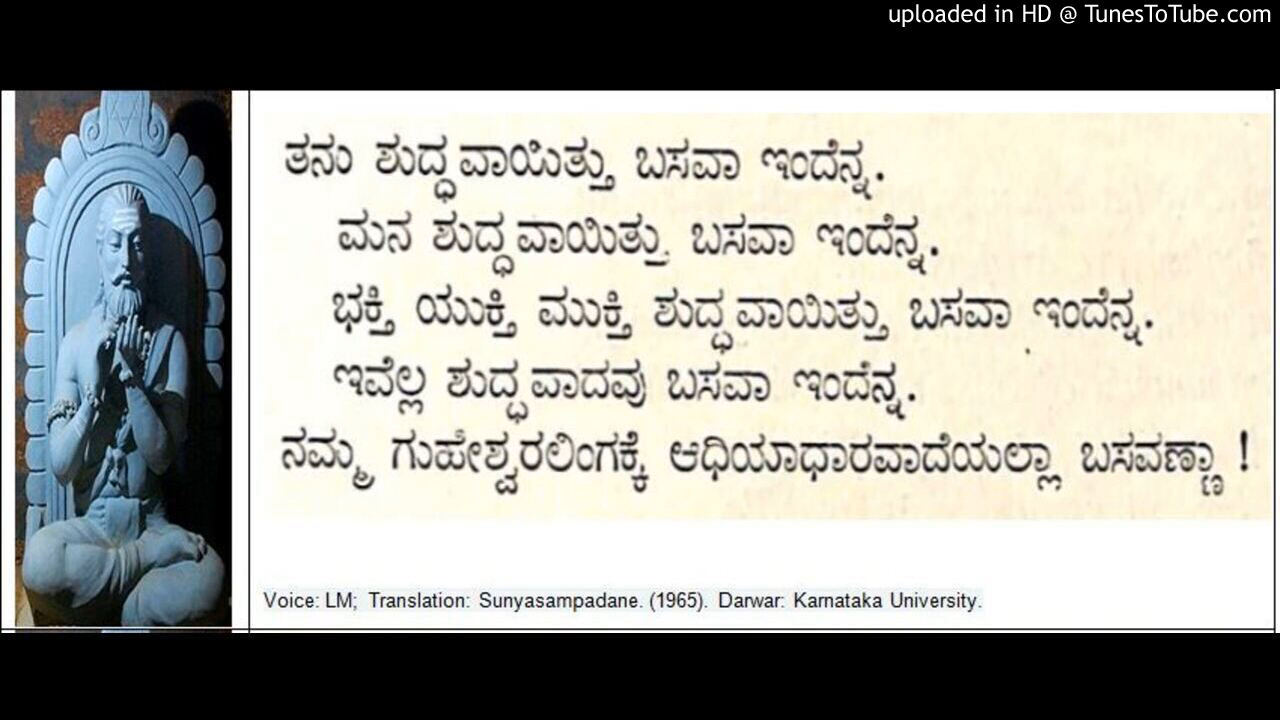 uploaded in HD @ TunesToTube.com
ತನು ಶುದ್ಧವಾಯಿತ್ತು ಬಸವಾ ಇಂದೆನ್ನ.
ಮನ ಶುದ್ಧವಾಯಿತ್ತು ಬಸವಾ ಇಂದೆನ್ನ.
ಭಕ್ತಿ ಯುಕ್ತಿ ಮುಕ್ತಿ ಶುದ್ಧವಾಯಿತ್ತು ಬಸವಾ ಇಂದೆನ್ನ.
ಇವೆಲ್ಲ ಶುದ್ಧವಾದವು ಬಸವಾ ಇಂದೆನ್ನ.
ನಮ್ಮ ಗುಹೇಶ್ವರಲಿಂಗಕ್ಕೆ ಆಧಿಯಾಧಾರವಾದೆಯಲ್ಲಾ ಬಸವಣ್ಣಾ !
Voice: LM; Translation: Sunyasampadane. (1965). Darwar: Karnataka University.